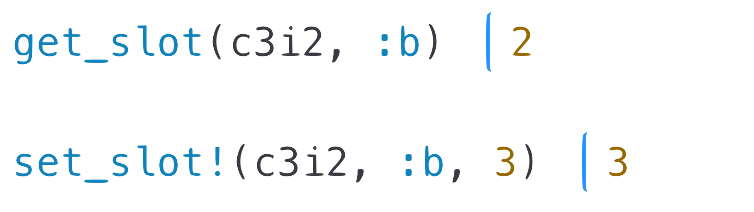 get_slot(c3i2, :b) 2
set_slot!(c3i2, :b, 3) 3